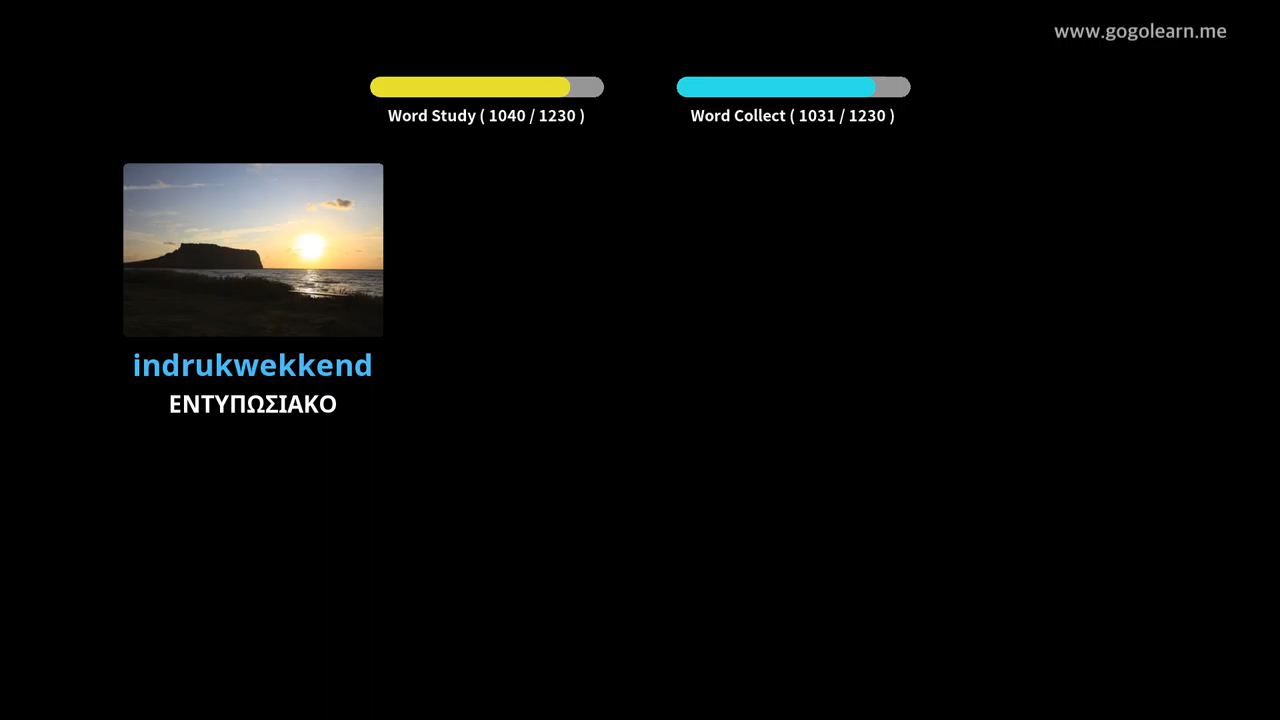 www.gogolearn.me
Word Study ( 1040 / 1230 )
Word Collect ( 1031 / 1230 )
indrukwekkend
ΕΝΤΥΠΩΣΙΑΚΟ